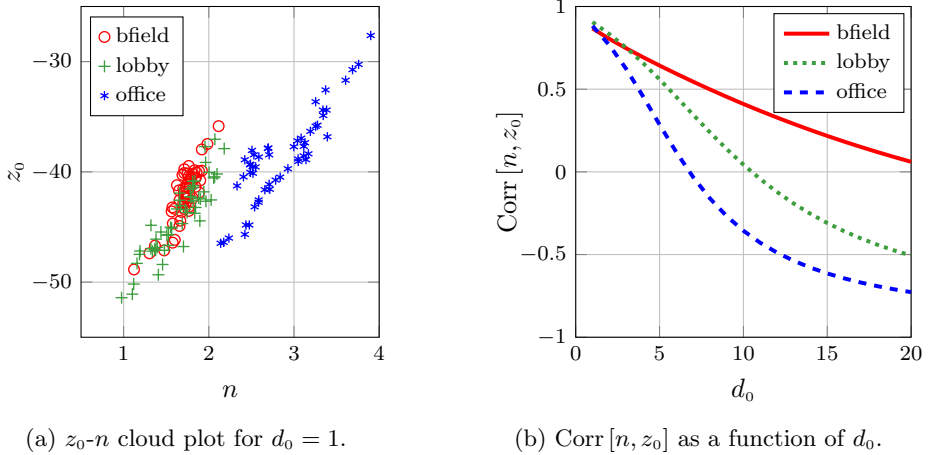 bfield
lobby
office
−30
−40
−50
z₀
1
2
3
4
n
(a) z₀-n cloud plot for d₀ = 1.
bfield
lobby
office
1
0.5
0
−0.5
−1
Corr [n, z₀]
0
5
10
15
20
d₀
(b) Corr [n, z₀] as a function of d₀.